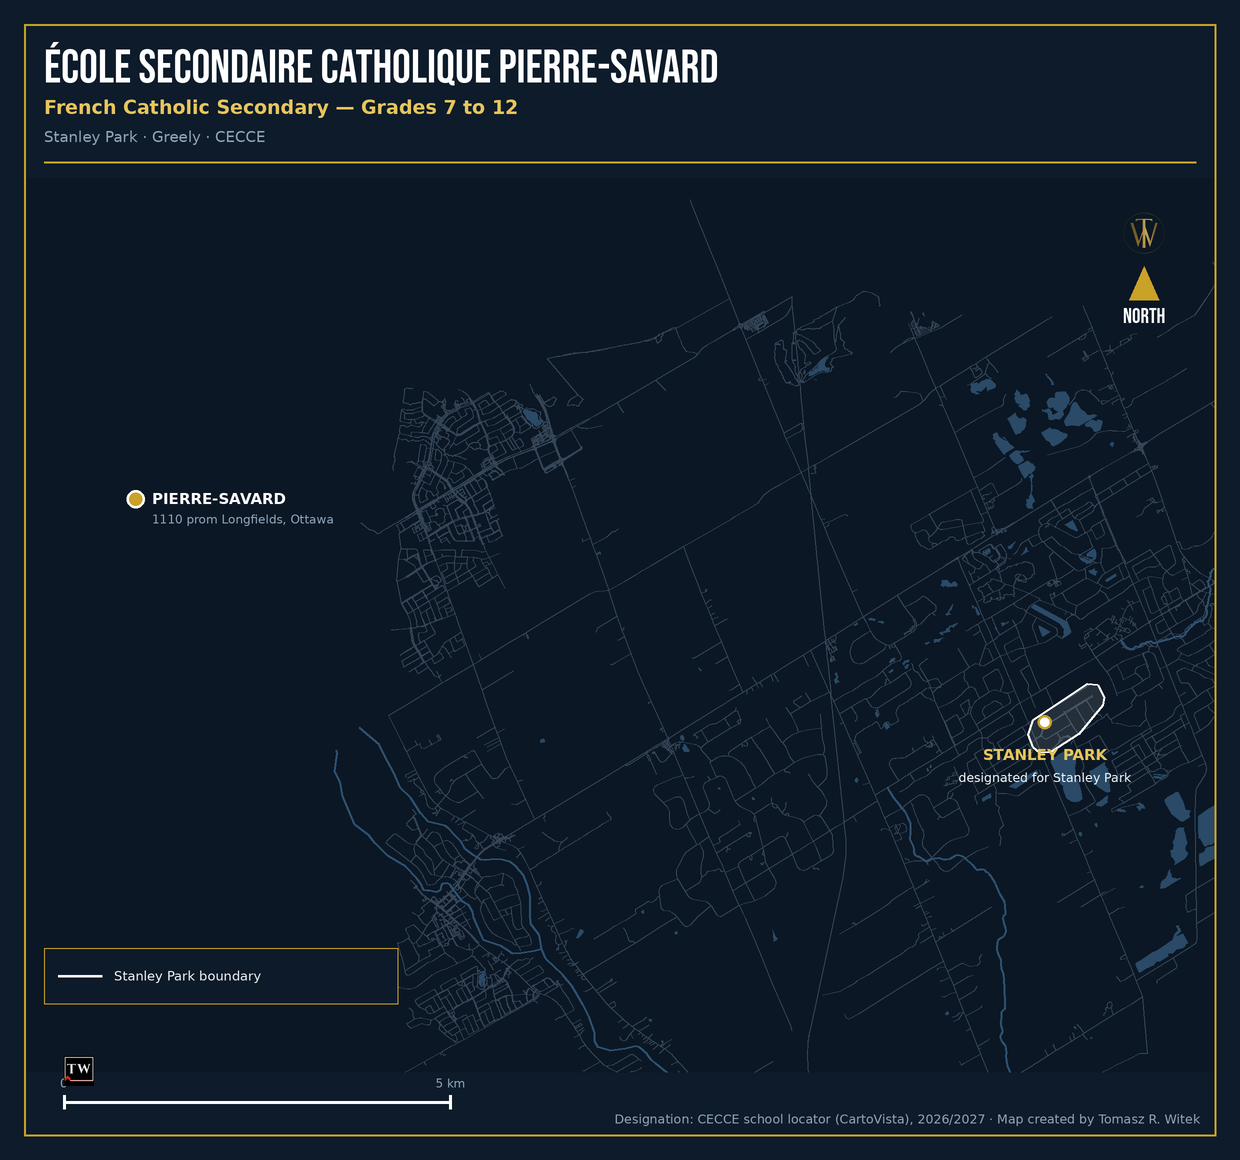 ÉCOLE SECONDAIRE CATHOLIQUE PIERRE-SAVARD
French Catholic Secondary — Grades 7 to 12
Stanley Park · Greely · CECCE
TW
NORTH
PIERRE-SAVARD
1110 prom Longfields, Ottawa
STANLEY PARK
designated for Stanley Park
Stanley Park boundary
TW
0 5 km
Designation: CECCE school locator (CartoVista), 2026/2027 · Map created by Tomasz R. Witek